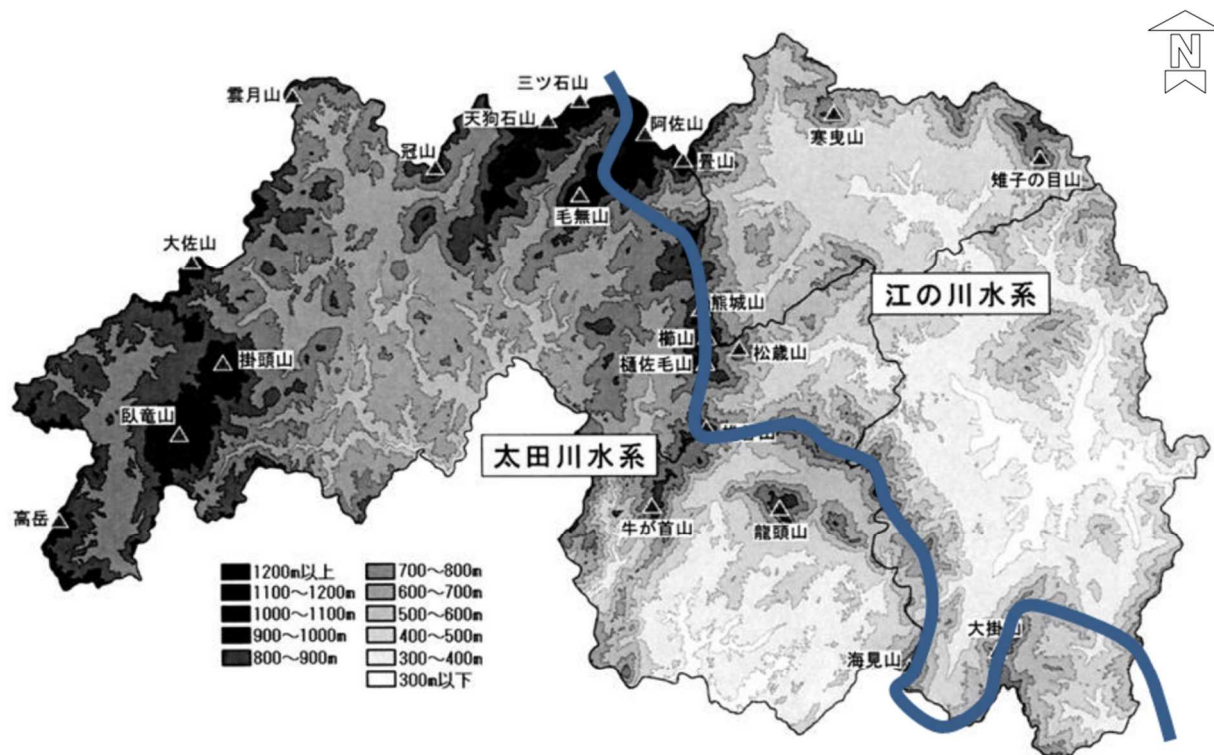 N
三ツ石山
雲月山
天狗石山
阿佐山
寒曳山
冠山
畳山
雉子の目山
毛無山
大佐山
江の川水系
熊城山
櫛山
松歳山
掛頭山
樋佐毛山
臥竜山
太田川水系
高岳
牛が首山
龍頭山
1200m以上
1100～1200m
1000～1100m
900～1000m
800～900m
700～800m
600～700m
500～600m
400～500m
300～400m
300m以下
大掛山
海見山